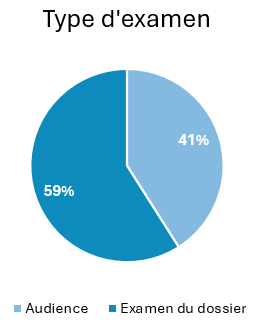 Type d'examen
41%
59%
Audience
Examen du dossier